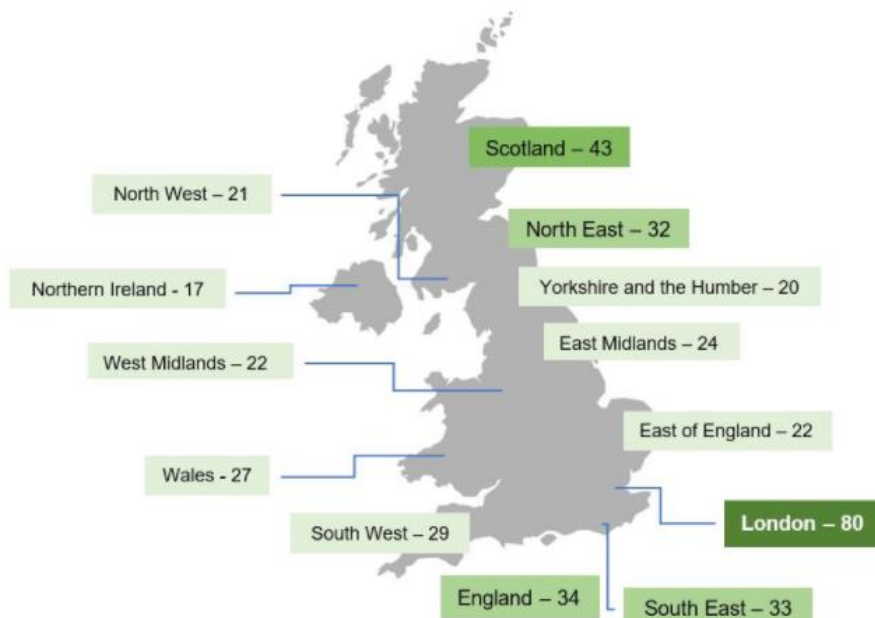 Scotland – 43
North West – 21
North East – 32
Northern Ireland - 17
Yorkshire and the Humber – 20
East Midlands – 24
West Midlands – 22
East of England – 22
Wales - 27
London – 80
South West – 29
England – 34
South East – 33